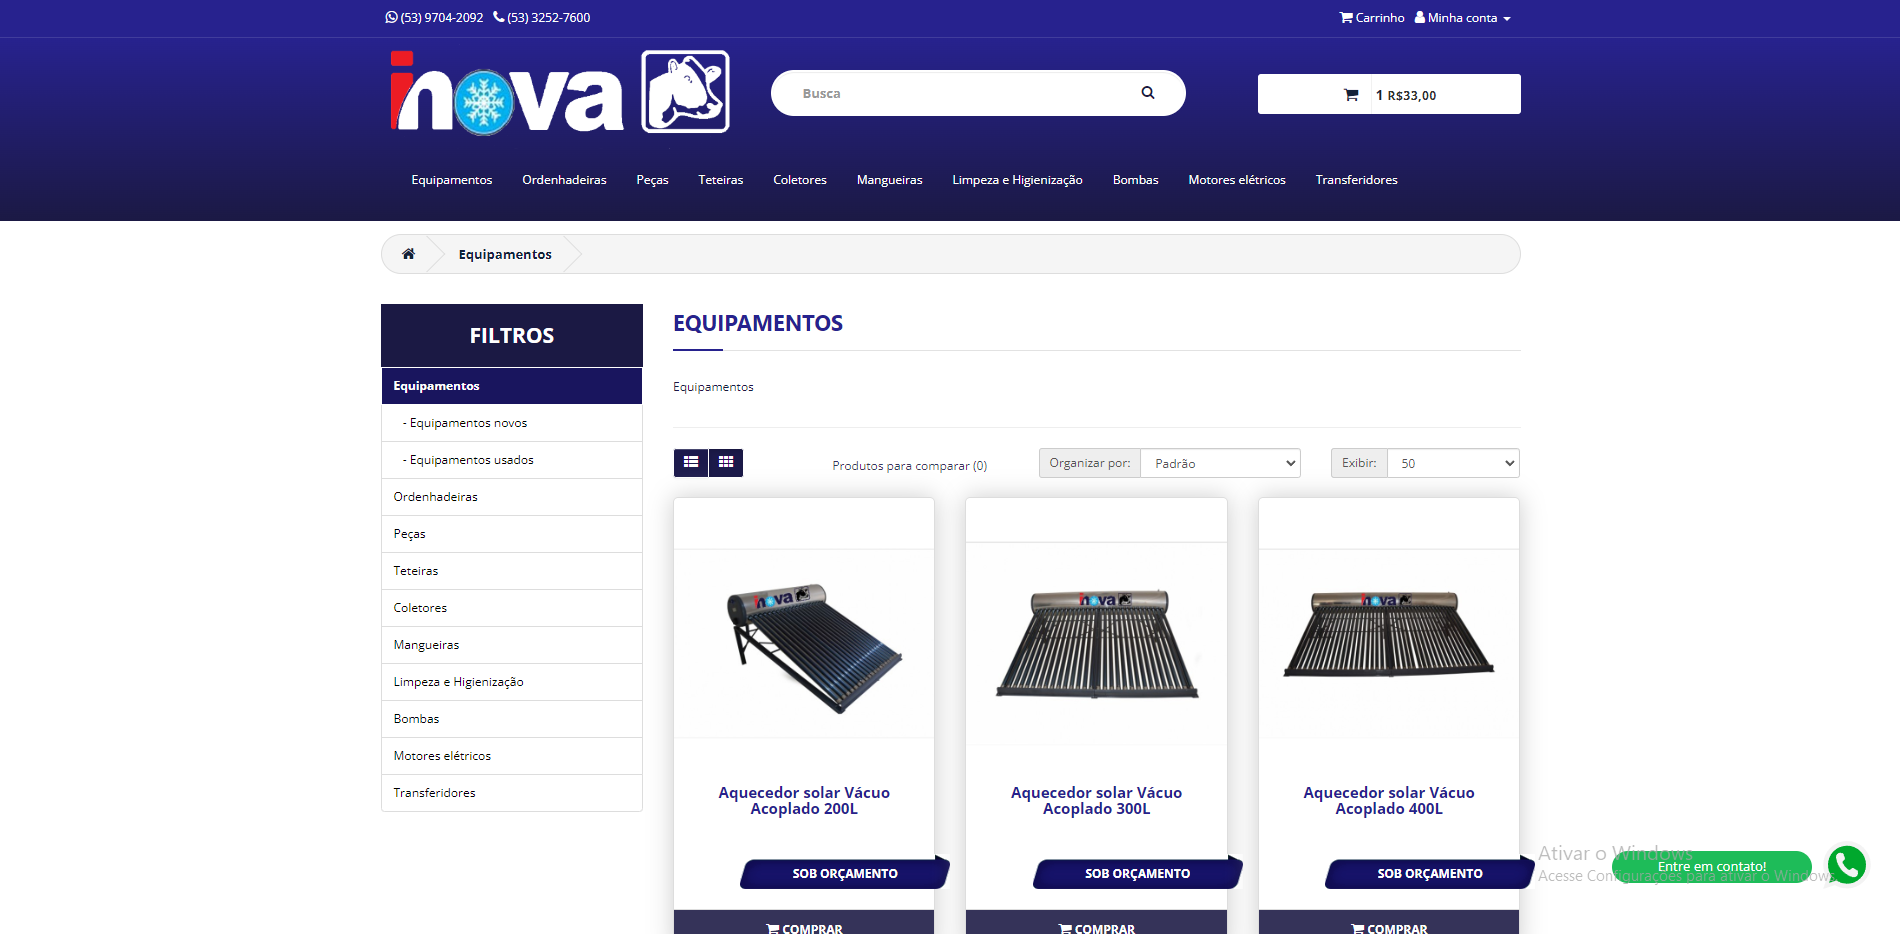 (53) 9704-2092 (53) 3252-7600
Carrinho Minha conta
inova
Busca
1 R$33,00
Equipamentos Ordenhadeiras Peças Teteiras Coletores Mangueiras Limpeza e Higienização Bombas Motores elétricos Transferidores
Equipamentos
FILTROS
Equipamentos
- Equipamentos novos
- Equipamentos usados
Ordenhadeiras
Peças
Teteiras
Coletores
Mangueiras
Limpeza e Higienização
Bombas
Motores elétricos
Transferidores
EQUIPAMENTOS
Equipamentos
Produtos para comparar (0)
Organizar por: Padrão
Exibir: 50
inova
Aquecedor solar Vácuo
Acoplado 200L
SOB ORÇAMENTO
COMPRAR
inova
Aquecedor solar Vácuo
Acoplado 300L
SOB ORÇAMENTO
COMPRAR
inova
Aquecedor solar Vácuo
Acoplado 400L
SOB ORÇAMENTO
COMPRAR
Ativar o Windows
Acesse Configurações para ativar o Windows.
Entre em contato!